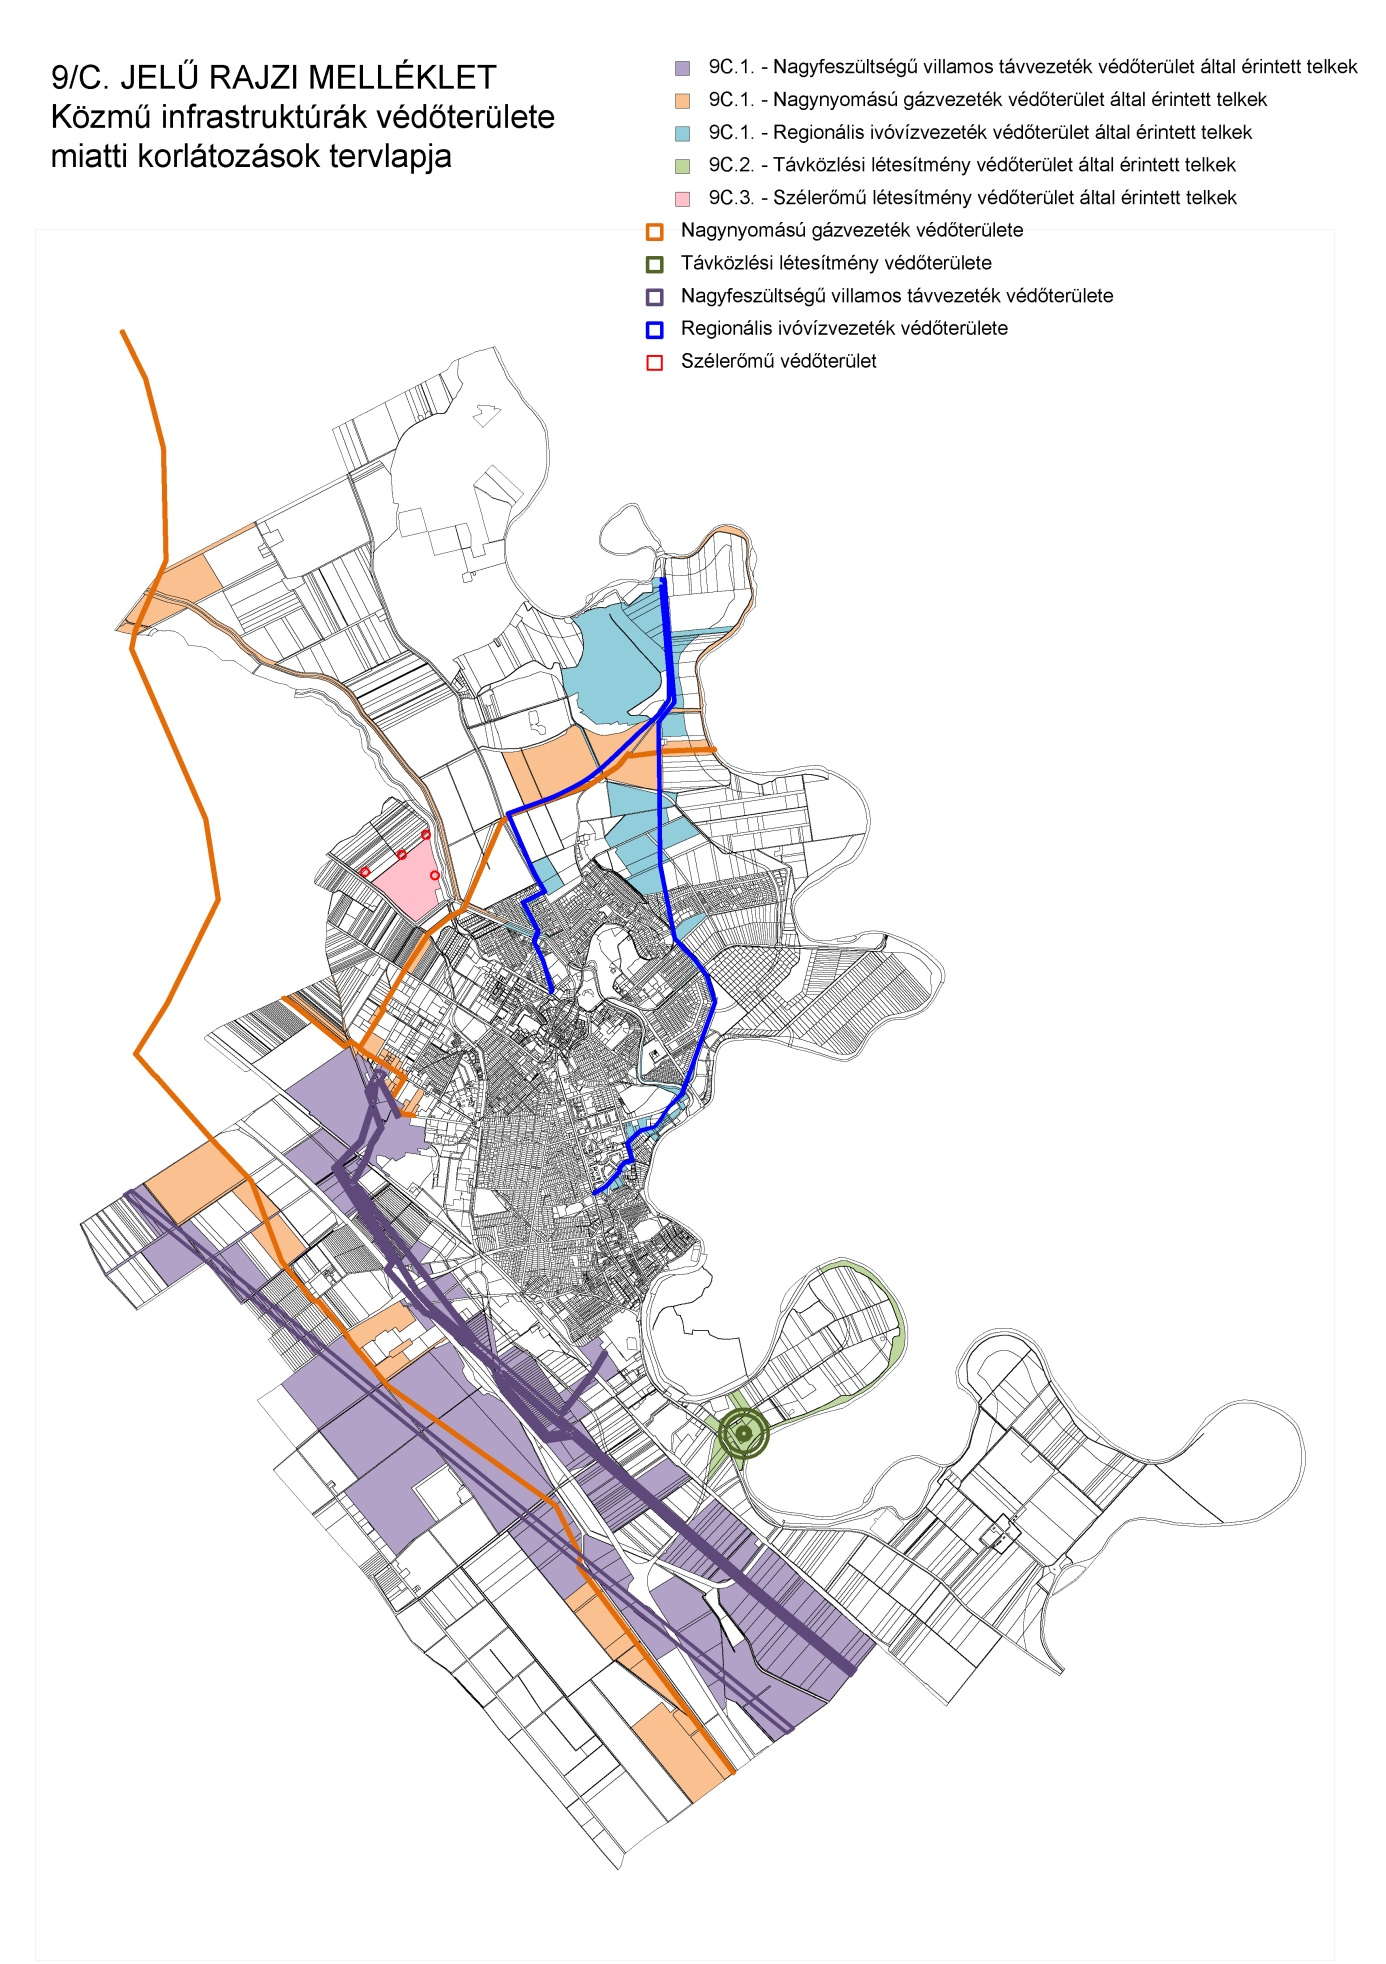 9/C. JELŰ RAJZI MELLÉKLET
Közmű infrastruktúrák védőterülete
miatti korlátozások tervlapja
9C.1. - Nagyfeszültségű villamos távvezeték védőterület által érintett telkek
9C.1. - Nagynyomású gázvezeték védőterület által érintett telkek
9C.1. - Regionális ivóvízvezeték védőterület által érintett telkek
9C.2. - Távközlési létesítmény védőterület által érintett telkek
9C.3. - Szélerőmű létesítmény védőterület által érintett telkek
Nagynyomású gázvezeték védőterülete
Távközlési létesítmény védőterülete
Nagyfeszültségű villamos távvezeték védőterülete
Regionális ivóvízvezeték védőterülete
Szélerőmű védőterület